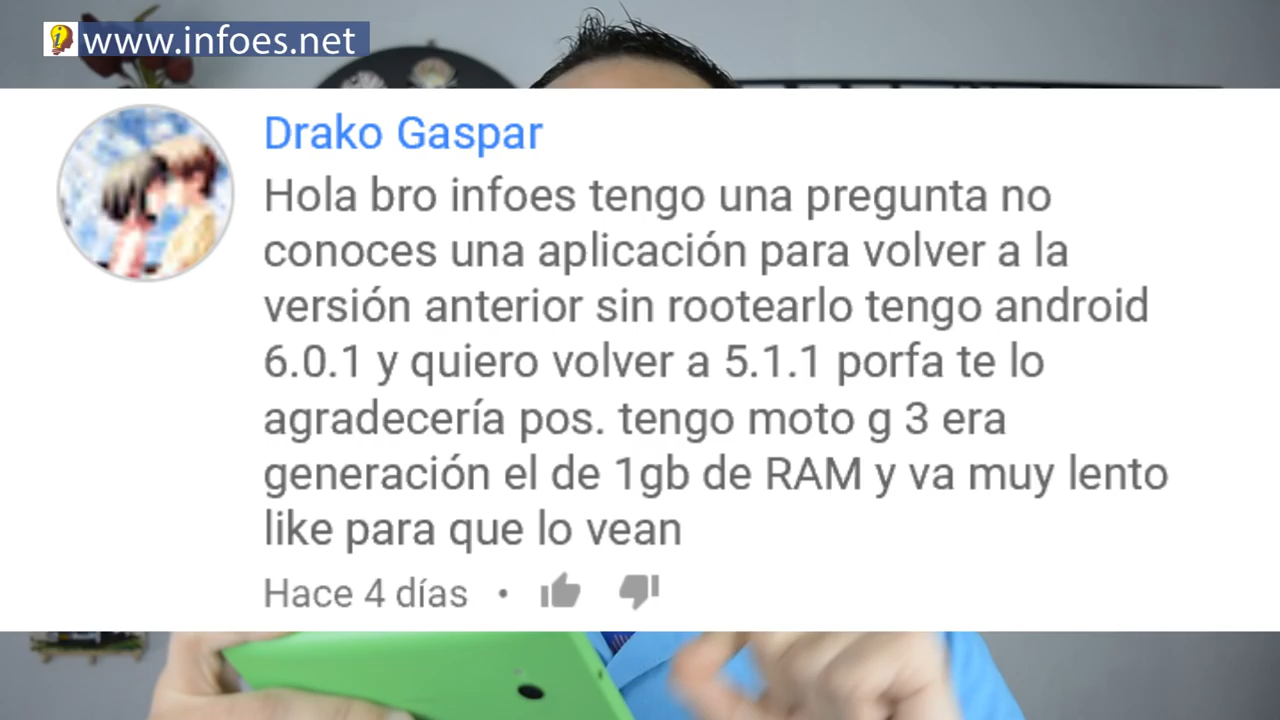 www.infoes.net
Drako Gaspar
Hola bro infoes tengo una pregunta no
conoces una aplicación para volver a la
versión anterior sin rootearlo tengo android
6.0.1 y quiero volver a 5.1.1 porfa te lo
agradecería pos. tengo moto g 3 era
generación el de 1gb de RAM y va muy lento
like para que lo vean
Hace 4 días •